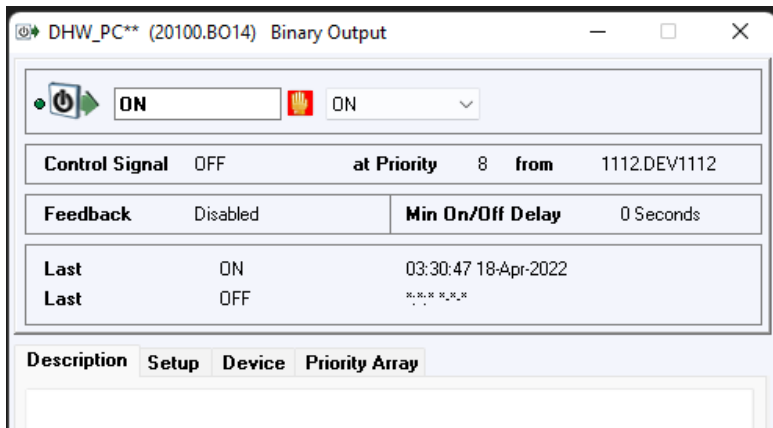 DHW_PC** (20100.BO14) Binary Output
ON ON
Control Signal OFF at Priority 8 from 1112.DEV1112
Feedback Disabled Min On/Off Delay 0 Seconds
Last ON 03:30:47 18-Apr-2022
Last OFF *:*:* *-*-*
Description Setup Device Priority Array